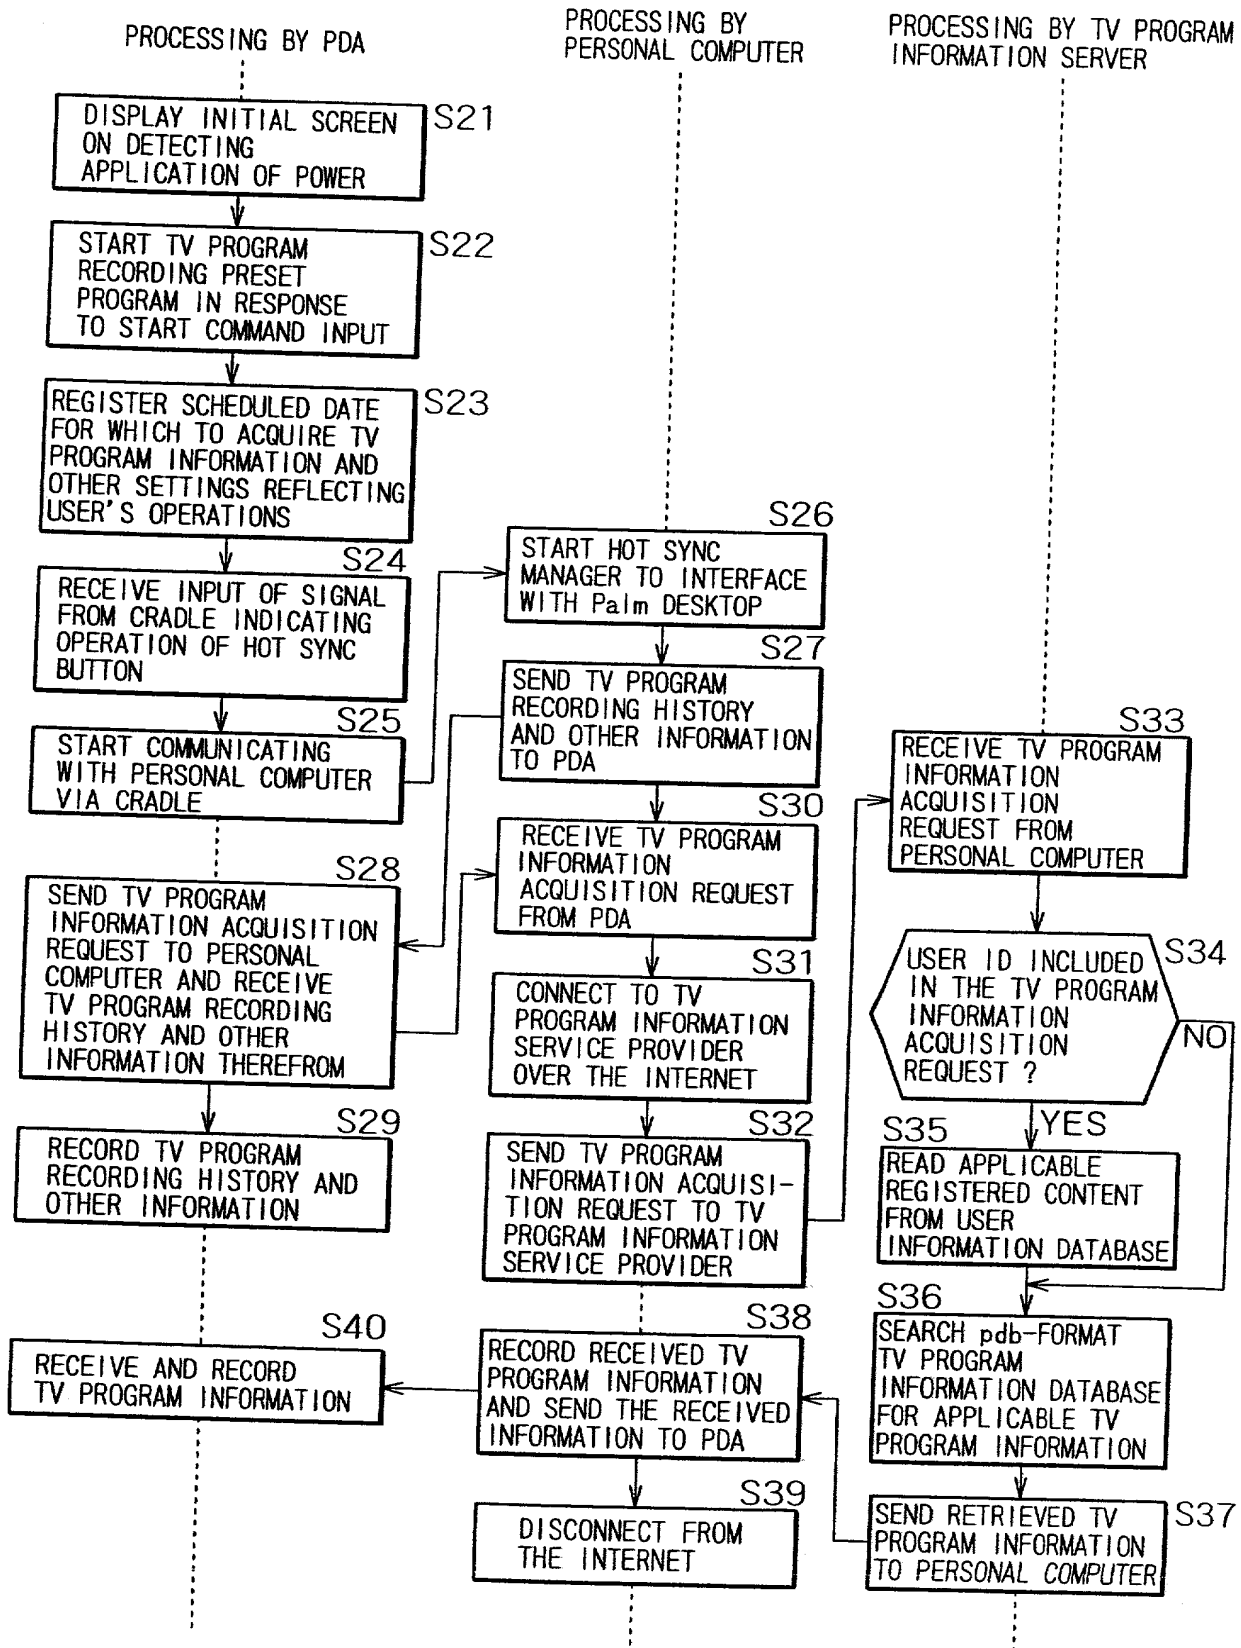 PROCESSING BY PDA
PROCESSING BY
PERSONAL COMPUTER
PROCESSING BY TV PROGRAM
INFORMATION SERVER
S21
DISPLAY INITIAL SCREEN
ON DETECTING
APPLICATION OF POWER
S22
START TV PROGRAM
RECORDING PRESET
PROGRAM IN RESPONSE
TO START COMMAND INPUT
S23
REGISTER SCHEDULED DATE
FOR WHICH TO ACQUIRE TV
PROGRAM INFORMATION AND
OTHER SETTINGS REFLECTING
USER'S OPERATIONS
S24
RECEIVE INPUT OF SIGNAL
FROM CRADLE INDICATING
OPERATION OF HOT SYNC
BUTTON
S25
START COMMUNICATING
WITH PERSONAL COMPUTER
VIA CRADLE
S26
START HOT SYNC
MANAGER TO INTERFACE
WITH Palm DESKTOP
S27
SEND TV PROGRAM
RECORDING HISTORY
AND OTHER INFORMATION
TO PDA
S28
SEND TV PROGRAM
INFORMATION ACQUISITION
REQUEST TO PERSONAL
COMPUTER AND RECEIVE
TV PROGRAM RECORDING
HISTORY AND OTHER
INFORMATION THEREFROM
S29
RECORD TV PROGRAM
RECORDING HISTORY AND
OTHER INFORMATION
S30
RECEIVE TV PROGRAM
INFORMATION
ACQUISITION REQUEST
FROM PDA
S31
CONNECT TO TV
PROGRAM INFORMATION
SERVICE PROVIDER
OVER THE INTERNET
S32
SEND TV PROGRAM
INFORMATION ACQUISI-
TION REQUEST TO TV
PROGRAM INFORMATION
SERVICE PROVIDER
S33
RECEIVE TV PROGRAM
INFORMATION
ACQUISITION
REQUEST FROM
PERSONAL COMPUTER
S34
USER ID INCLUDED
IN THE TV PROGRAM
INFORMATION
ACQUISITION
REQUEST ?
NO
YES
S35
READ APPLICABLE
REGISTERED CONTENT
FROM USER
INFORMATION DATABASE
S36
SEARCH pdb-FORMAT
TV PROGRAM
INFORMATION DATABASE
FOR APPLICABLE TV
PROGRAM INFORMATION
S37
SEND RETRIEVED TV
PROGRAM INFORMATION
TO PERSONAL COMPUTER
S38
RECORD RECEIVED TV
PROGRAM INFORMATION
AND SEND THE RECEIVED
INFORMATION TO PDA
S39
DISCONNECT FROM
THE INTERNET
S40
RECEIVE AND RECORD
TV PROGRAM INFORMATION